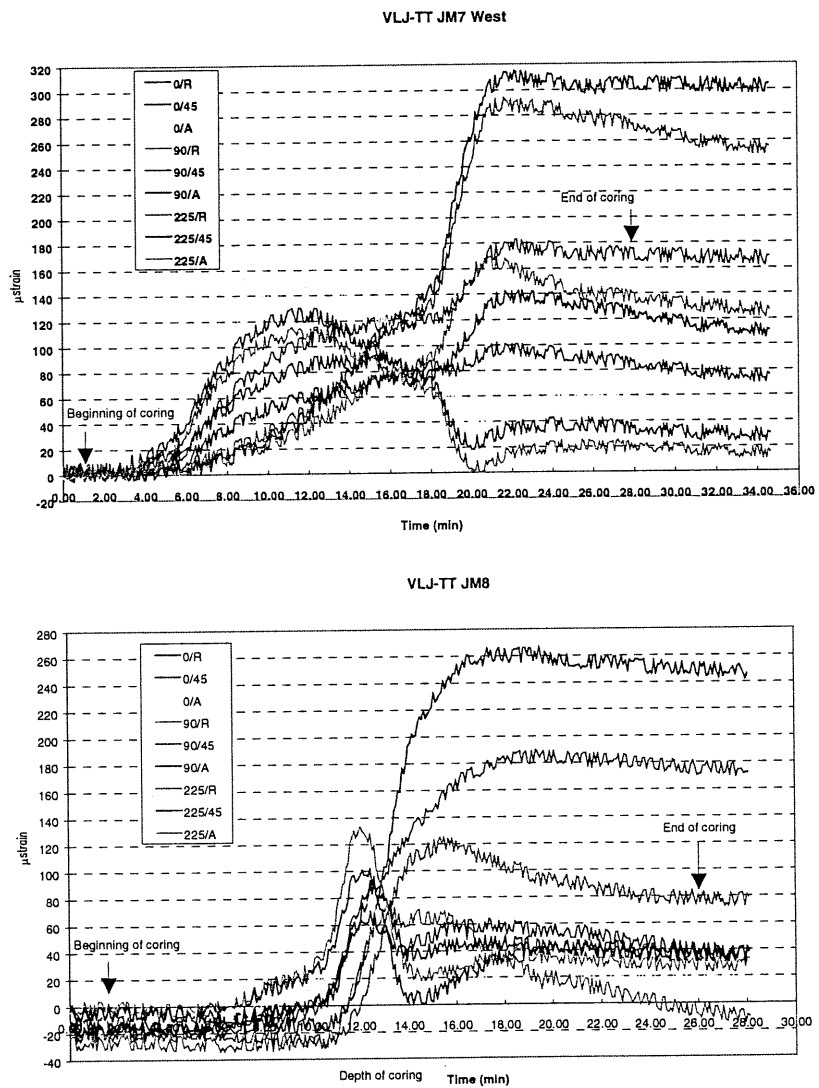 VLJ-TT JM7 West
320
300
280
260
240
220
200
180
160
140
120
100
80
60
40
20
0
-20
µstrain
0/R
0/45
0/A
90/R
90/45
90/A
225/R
225/45
225/A
Beginning of coring
End of coring
0.00 2.00 4.00 6.00 8.00 10.00 12.00 14.00 16.00 18.00 20.00 22.00 24.00 26.00 28.00 30.00 32.00 34.00 36.00
Time (min)
VLJ-TT JM8
280
260
240
220
200
180
160
140
120
100
80
60
40
20
0
-20
-40
µstrain
0/R
0/45
0/A
90/R
90/45
90/A
225/R
225/45
225/A
Beginning of coring
End of coring
10.00 12.00 14.00 16.00 18.00 20.00 22.00 24.00 26.00 28.00 30.00
Depth of coring
Time (min)